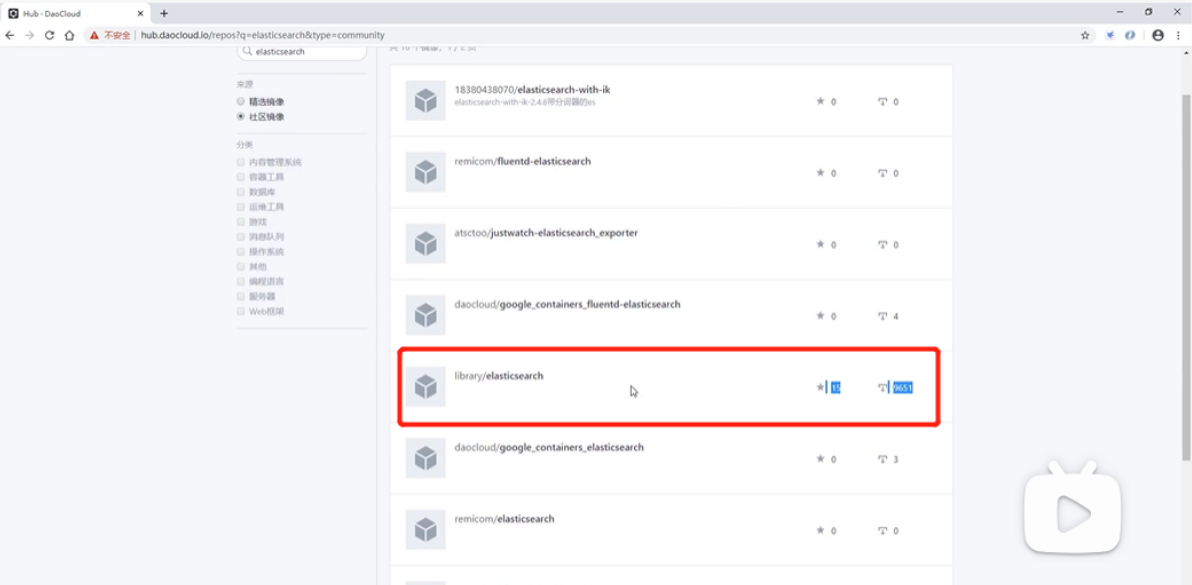 Hub - DaoCloud
不安全 hub.daocloud.io/repos?q=elasticsearch&type=community
elasticsearch
来源
精选镜像
社区镜像
分类
内容管理系统
容器工具
数据库
运维工具
游戏
消息队列
操作系统
其他
编程语言
服务器
Web框架
18380438070/elasticsearch-with-ik 0 0
elasticsearch-with-ik-2.4.6带分词器的es
remicom/fluentd-elasticsearch 0 0
atsctoo/justwatch-elasticsearch_exporter 0 0
daocloud/google_containers_fluentd-elasticsearch 0 4
library/elasticsearch 15 9651
daocloud/google_containers_elasticsearch 0 3
remicom/elasticsearch 0 0